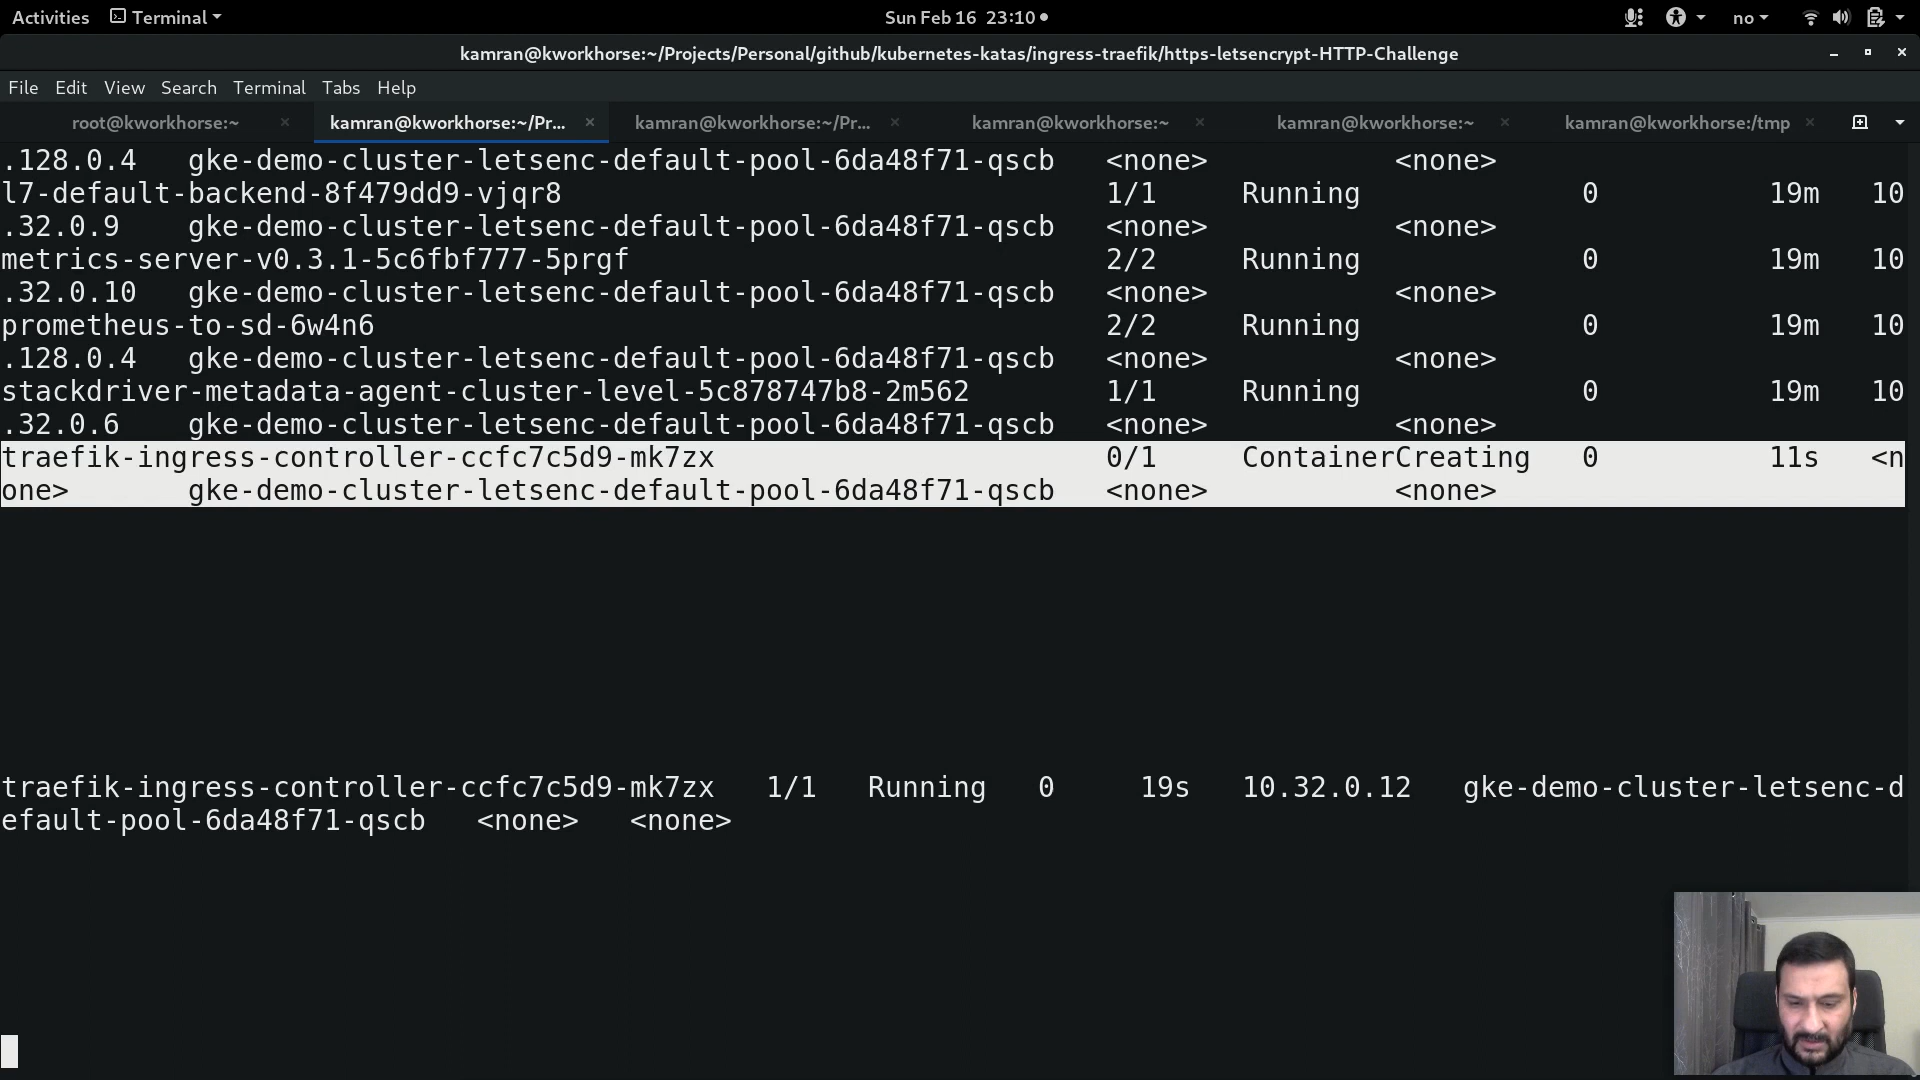 Activities Terminal Sun Feb 16 23:10 no
kamran@kworkhorse:~/Projects/Personal/github/kubernetes-katas/ingress-traefik/https-letsencrypt-HTTP-Challenge
File Edit View Search Terminal Tabs Help
root@kworkhorse:~ kamran@kworkhorse:~/Pr... kamran@kworkhorse:~/Pr... kamran@kworkhorse:~ kamran@kworkhorse:~ kamran@kworkhorse:/tmp
.128.0.4 gke-demo-cluster-letsenc-default-pool-6da48f71-qscb <none> <none>
l7-default-backend-8f479dd9-vjqr8 1/1 Running 0 19m 10
.32.0.9 gke-demo-cluster-letsenc-default-pool-6da48f71-qscb <none> <none>
metrics-server-v0.3.1-5c6fbf777-5prgf 2/2 Running 0 19m 10
.32.0.10 gke-demo-cluster-letsenc-default-pool-6da48f71-qscb <none> <none>
prometheus-to-sd-6w4n6 2/2 Running 0 19m 10
.128.0.4 gke-demo-cluster-letsenc-default-pool-6da48f71-qscb <none> <none>
stackdriver-metadata-agent-cluster-level-5c878747b8-2m562 1/1 Running 0 19m 10
.32.0.6 gke-demo-cluster-letsenc-default-pool-6da48f71-qscb <none> <none>
traefik-ingress-controller-ccfc7c5d9-mk7zx 0/1 ContainerCreating 0 11s <n
one> gke-demo-cluster-letsenc-default-pool-6da48f71-qscb <none> <none>
traefik-ingress-controller-ccfc7c5d9-mk7zx 1/1 Running 0 19s 10.32.0.12 gke-demo-cluster-letsenc-d
efault-pool-6da48f71-qscb <none> <none>